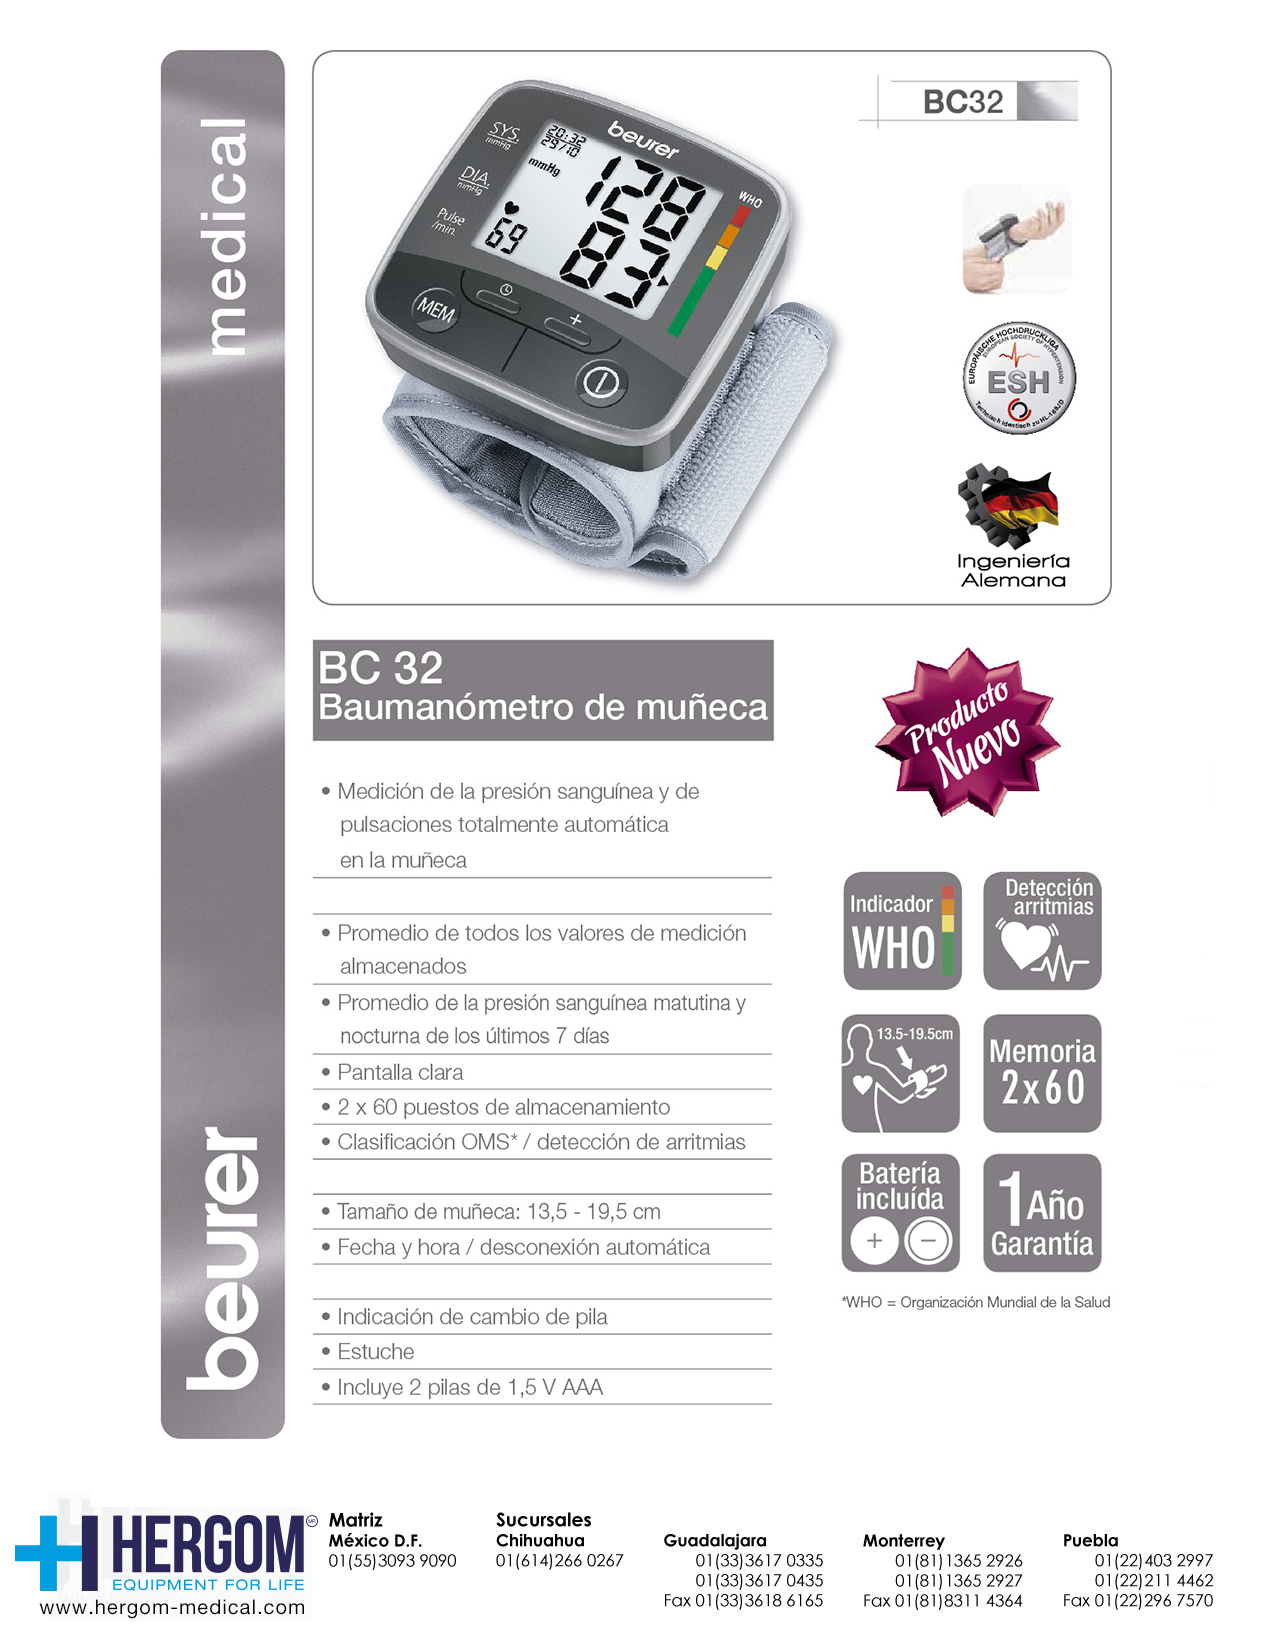 medical
beurer
BC32
SYS.
mmHg
DIA.
mmHg
Pulse
/min.
20:32
29/10
mmHg
beurer
128
83
69
WHO
MEM
+
EUROPÄISCHE HOCHDRUCKLIGA
EUROPEAN SOCIETY OF HYPERTENSION
ESH
Technisch identisch zu HL-168JD
Ingeniería
Alemana
BC 32
Baumanómetro de muñeca
Producto
Nuevo
• Medición de la presión sanguínea y de
pulsaciones totalmente automática
en la muñeca
• Promedio de todos los valores de medición
almacenados
• Promedio de la presión sanguínea matutina y
nocturna de los últimos 7 días
• Pantalla clara
• 2 x 60 puestos de almacenamiento
• Clasificación OMS* / detección de arritmias
• Tamaño de muñeca: 13,5 - 19,5 cm
• Fecha y hora / desconexión automática
• Indicación de cambio de pila
• Estuche
• Incluye 2 pilas de 1,5 V AAA
Indicador
WHO
Detección
arritmias
13.5-19.5cm
Memoria
2x60
Batería
incluída
+ −
1 Año
Garantía
*WHO = Organización Mundial de la Salud
HERGOM MR
EQUIPMENT FOR LIFE
www.hergom-medical.com
Matriz
México D.F.
01(55)3093 9090
Sucursales
Chihuahua
01(614)266 0267
Guadalajara
01(33)3617 0335
01(33)3617 0435
Fax 01(33)3618 6165
Monterrey
01(81)1365 2926
01(81)1365 2927
Fax 01(81)8311 4364
Puebla
01(22)403 2997
01(22)211 4462
Fax 01(22)296 7570